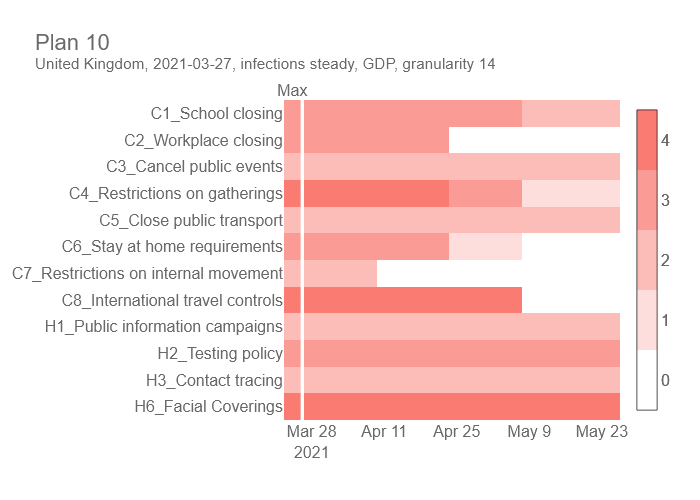 Plan 10
United Kingdom, 2021-03-27, infections steady, GDP, granularity 14
Max
C1_School closing
C2_Workplace closing
C3_Cancel public events
C4_Restrictions on gatherings
C5_Close public transport
C6_Stay at home requirements
C7_Restrictions on internal movement
C8_International travel controls
H1_Public information campaigns
H2_Testing policy
H3_Contact tracing
H6_Facial Coverings
4
3
2
1
0
Mar 28 Apr 11 Apr 25 May 9 May 23
2021